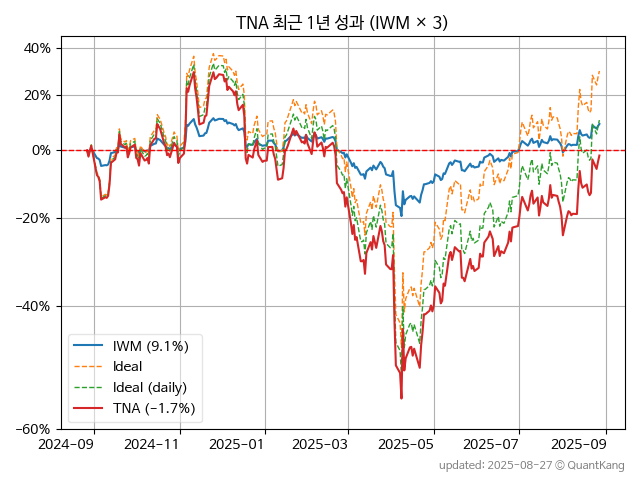 TNA 최근 1년 성과 (IWM × 3)
40%
20%
0%
−20%
−40%
−60%
IWM (9.1%)
Ideal
Ideal (daily)
TNA (−1.7%)
2024-09 2024-11 2025-01 2025-03 2025-05 2025-07 2025-09
updated: 2025-08-27 © QuantKang